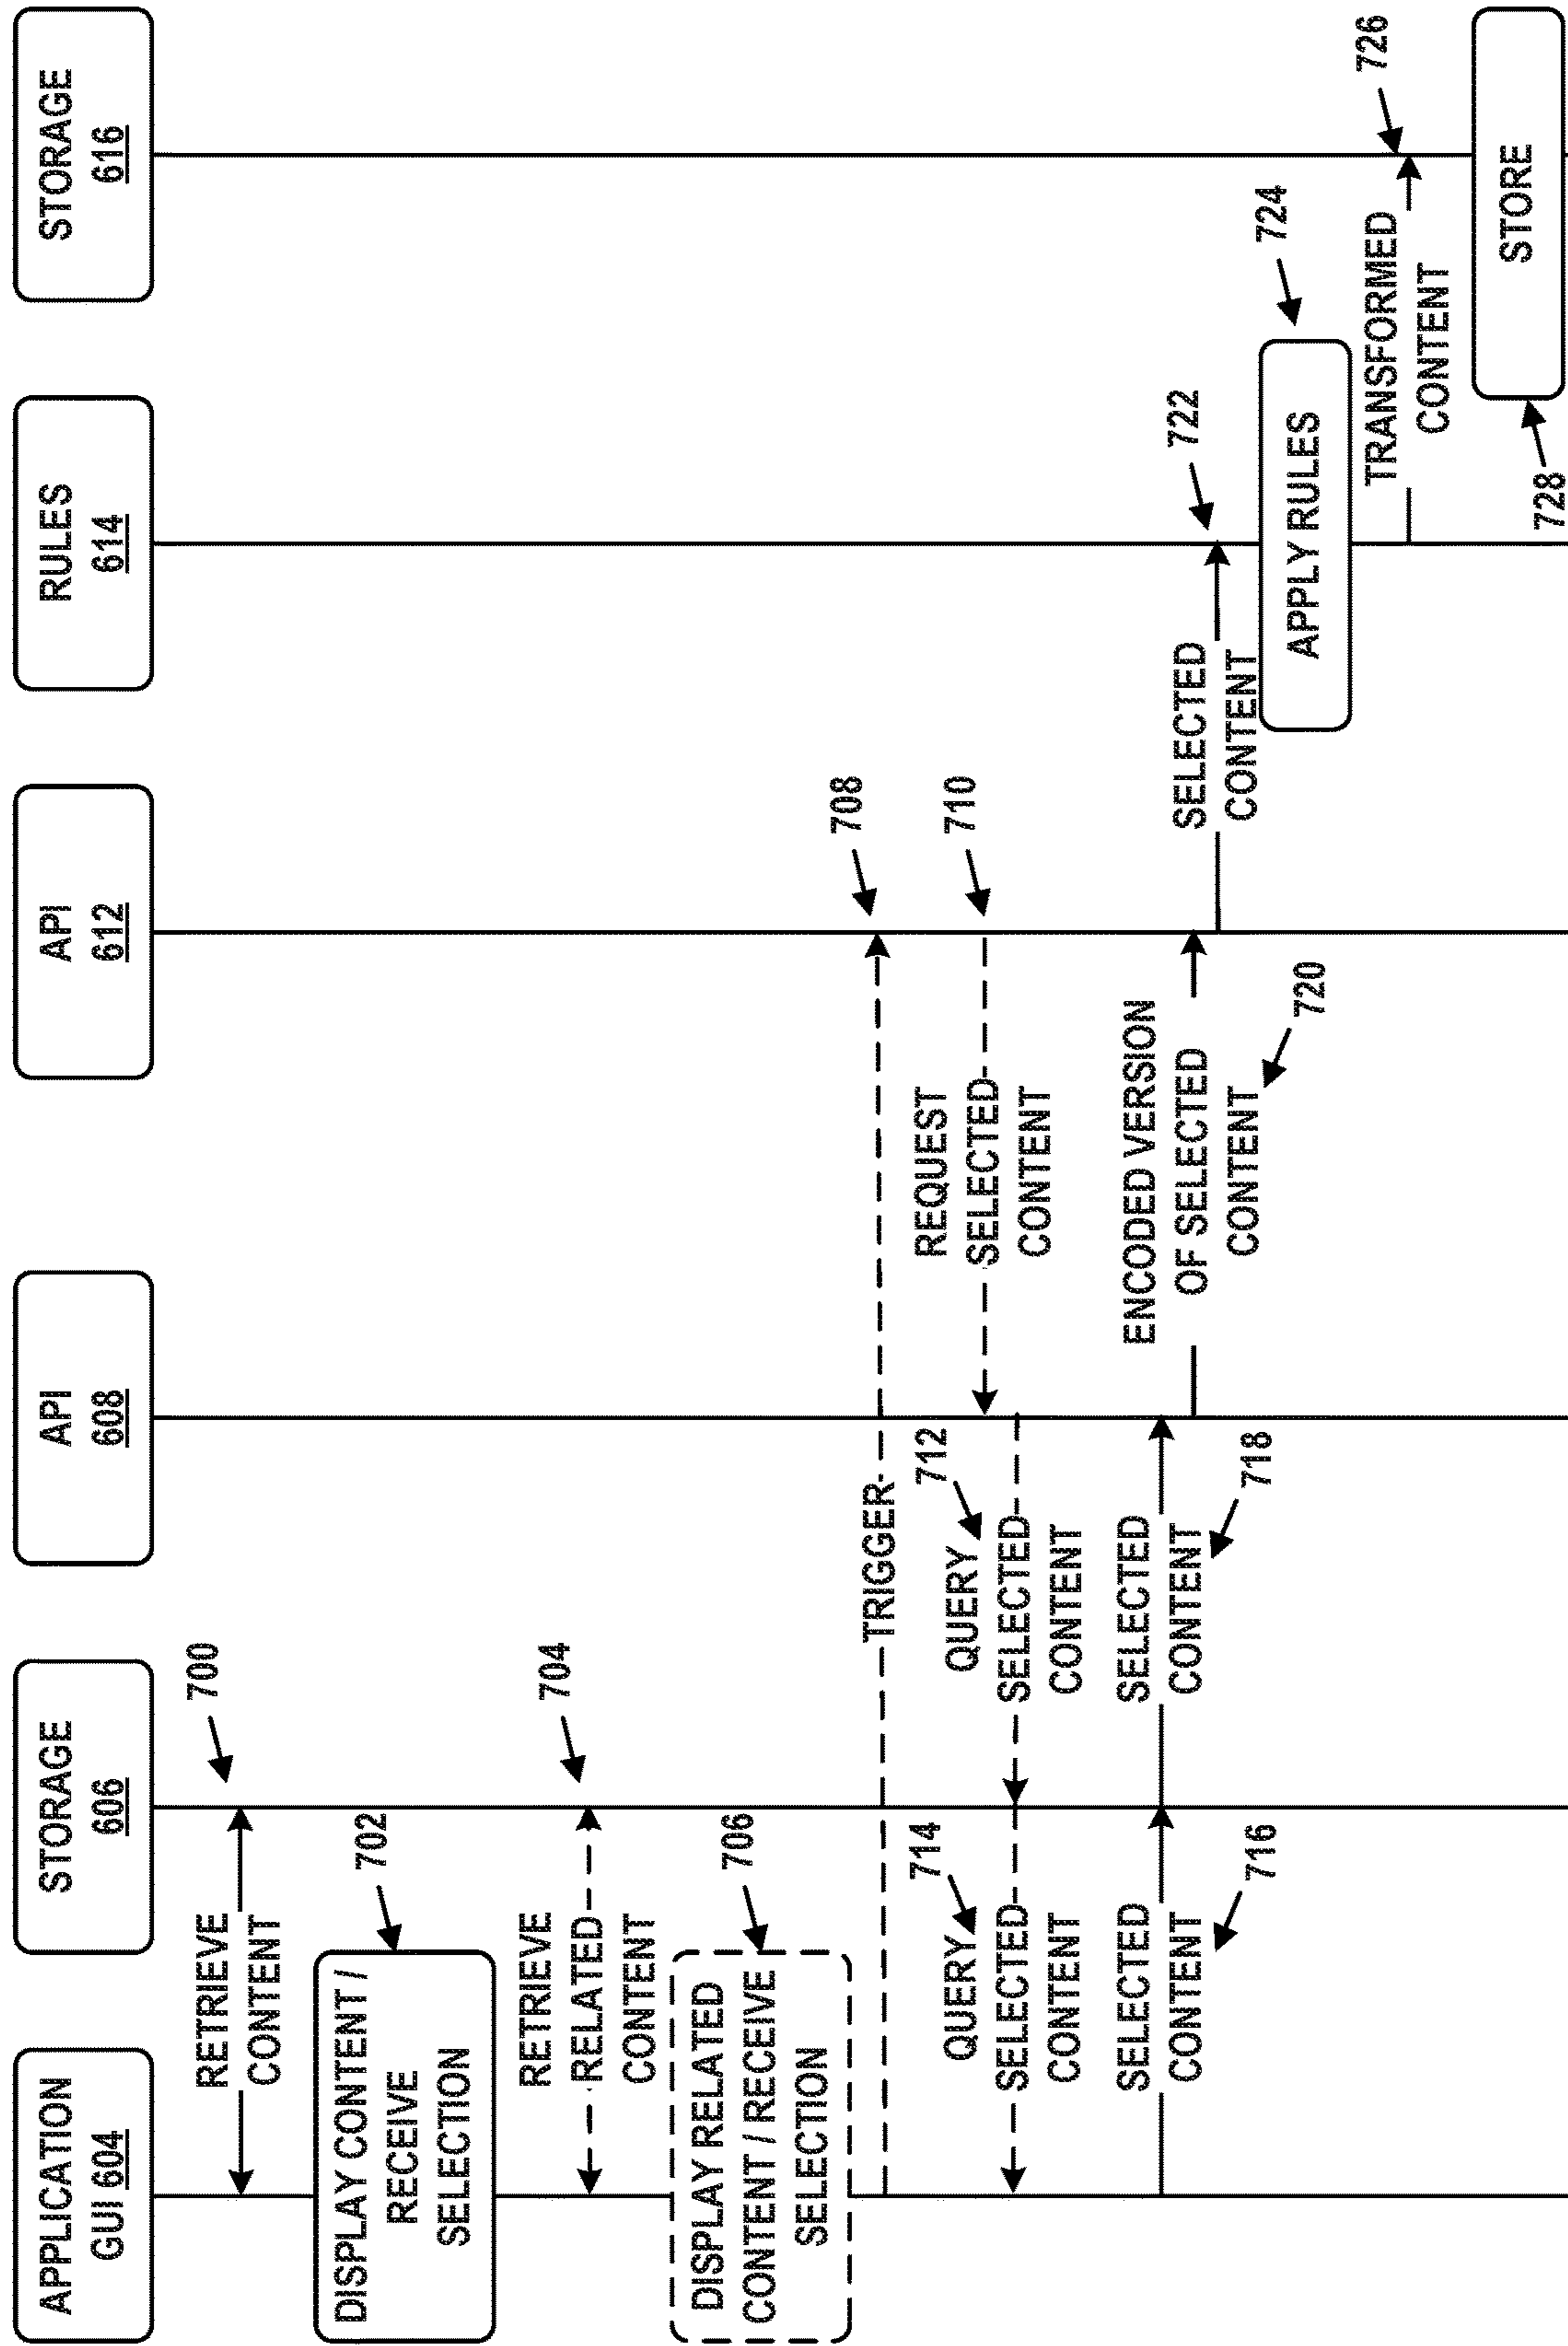 APPLICATION
GUI 604
STORAGE
606
API
608
API
612
RULES
614
STORAGE
616
RETRIEVE
CONTENT
700
DISPLAY CONTENT /
RECEIVE
SELECTION
702
RETRIEVE
RELATED
CONTENT
704
DISPLAY RELATED
CONTENT / RECEIVE
SELECTION
706
TRIGGER
708
REQUEST
SELECTED
CONTENT
710
QUERY
SELECTED
CONTENT
712
QUERY
SELECTED
CONTENT
714
SELECTED
CONTENT
716
SELECTED
CONTENT
718
ENCODED VERSION
OF SELECTED
CONTENT
720
SELECTED
CONTENT
722
APPLY RULES
724
TRANSFORMED
CONTENT
726
STORE
728